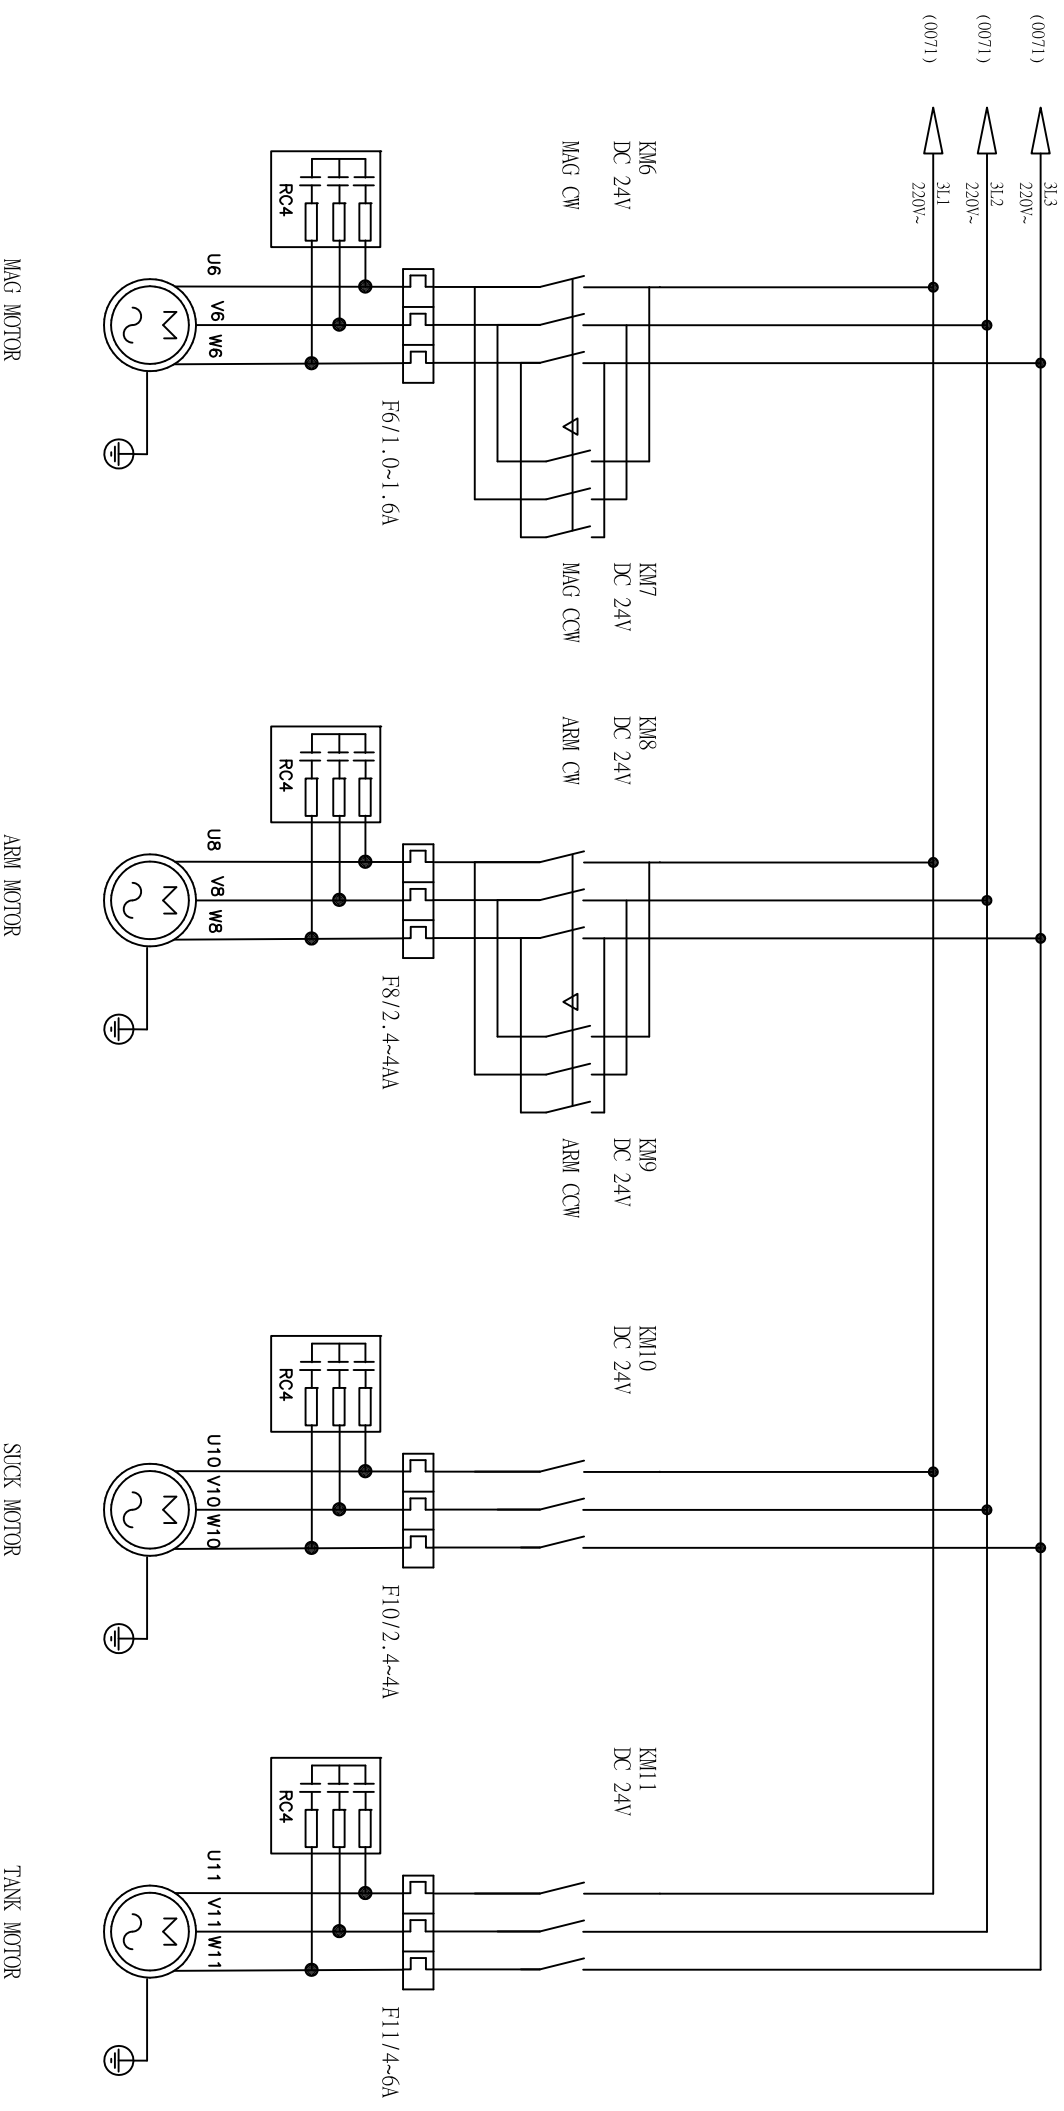 (0071)
3L3
220V~
(0071)
3L2
220V~
(0071)
3L1
220V~
KM6
DC 24V
MAG CW
KM7
DC 24V
MAG CCW
KM8
DC 24V
ARM CW
KM9
DC 24V
ARM CCW
KM10
DC 24V
KM11
DC 24V
F6/1.0~1.6A
F8/2.4~4AA
F10/2.4~4A
F11/4~6A
RC4
RC4
RC4
RC4
U6 V6 W6
U8 V8 W8
U10 V10 W10
U11 V11 W11
M
M
M
M
MAG MOTOR
ARM MOTOR
SUCK MOTOR
TANK MOTOR